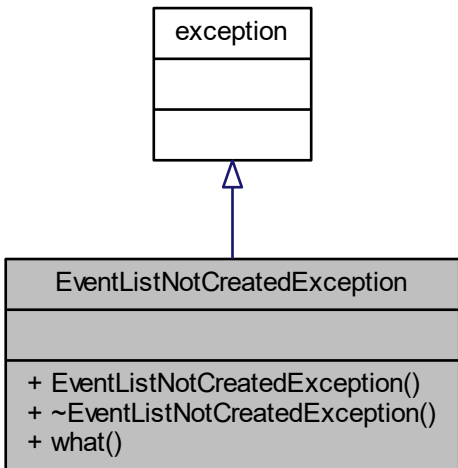 exception
EventListNotCreatedException
+ EventListNotCreatedException()
+ ~EventListNotCreatedException()
+ what()